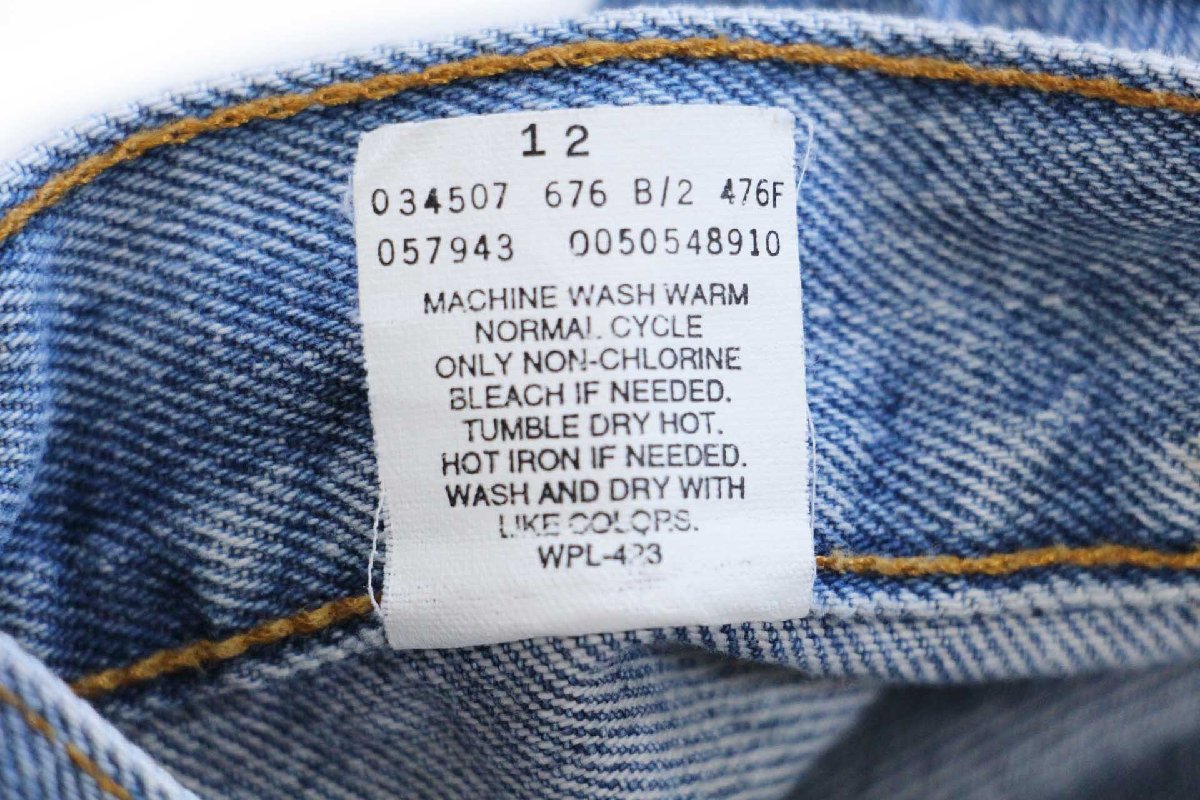 12
034507 676 B/2 476F
057943 0050548910
MACHINE WASH WARM
NORMAL CYCLE
ONLY NON-CHLORINE
BLEACH IF NEEDED.
TUMBLE DRY HOT.
HOT IRON IF NEEDED.
WASH AND DRY WITH
LIKE COLORS.
WPL-423